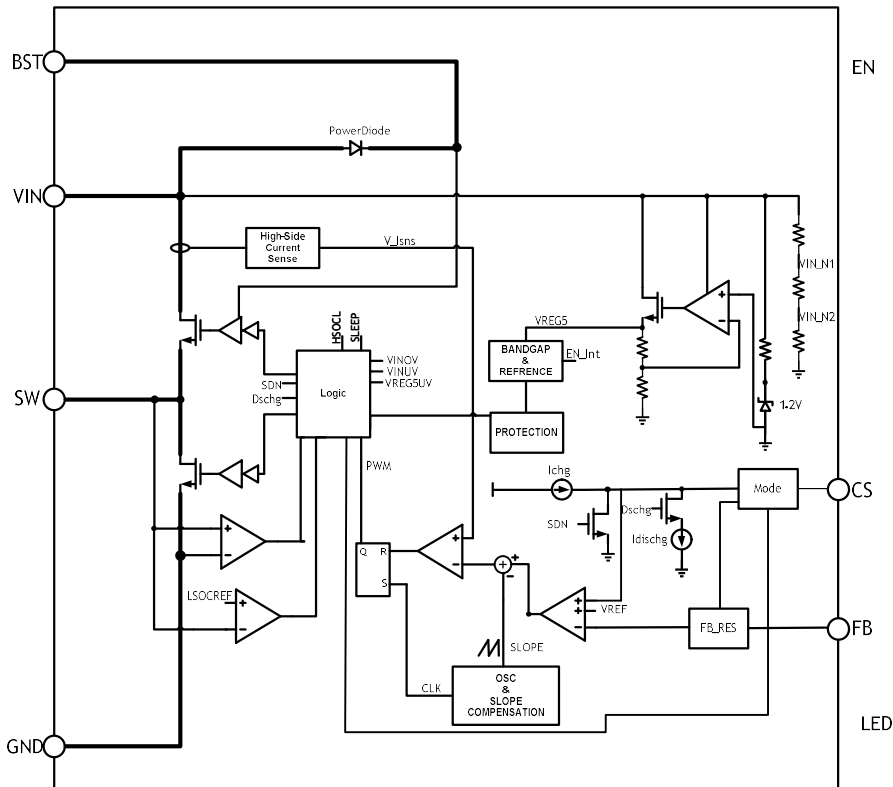 BST
EN
PowerDiode
VIN
High-Side
Current
Sense
V_Isns
VIN_N1
VIN_N2
HSOCL
SLEEP
VREG5
BANDGAP
&
REFRENCE
EN_Int
VINOV
VINUV
VREG5UV
Logic
SDN
Dschg
SW
1.2V
PROTECTION
PWM
Ichg
Mode
CS
SDN
Dschg
Idischg
Q
R
S
LSOCREF
VREF
FB_RES
FB
SLOPE
CLK
OSC
&
SLOPE
COMPENSATION
LED
GND